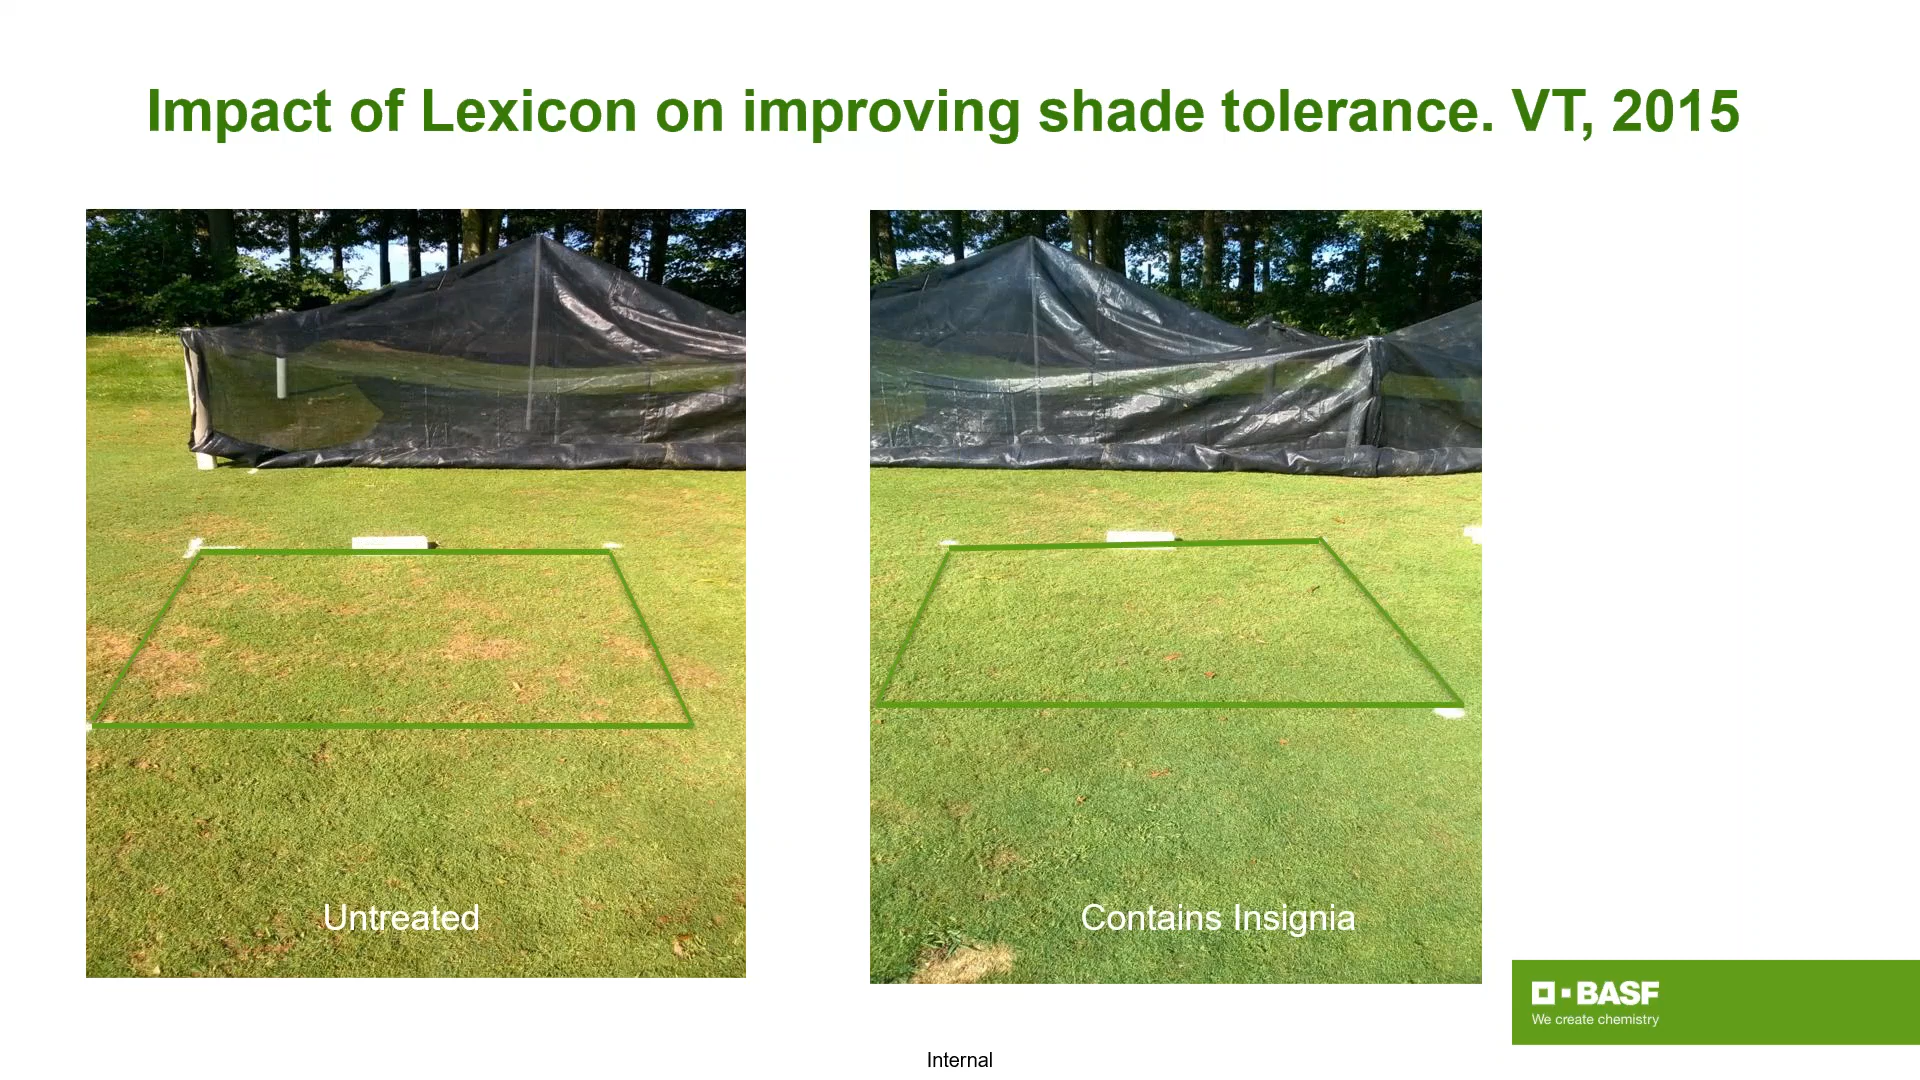 Impact of Lexicon on improving shade tolerance. VT, 2015
Untreated
Contains Insignia
BASF
We create chemistry
Internal